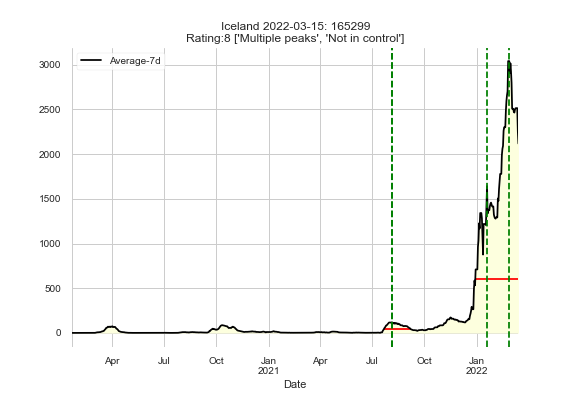 Iceland 2022-03-15: 165299
Rating:8 ['Multiple peaks', 'Not in control']
Average-7d
3000
2500
2000
1500
1000
500
0
Apr Jul Oct Jan Apr Jul Oct Jan
2021 2022
Date